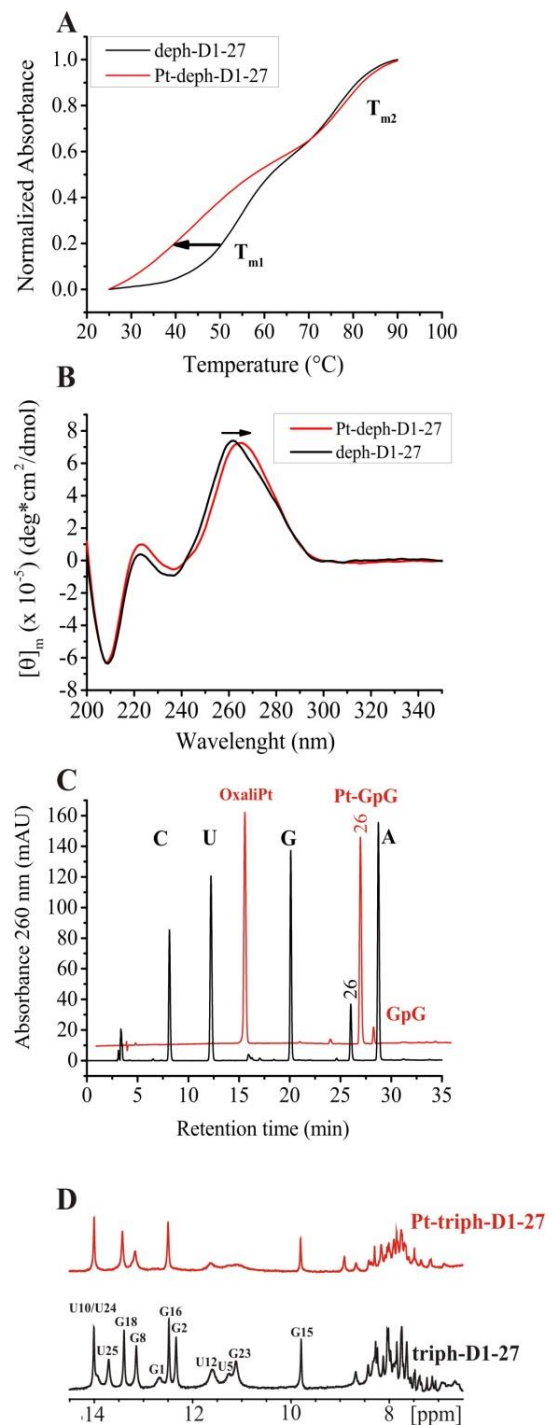 A
deph-D1-27
Pt-deph-D1-27
Normalized Absorbance
1.0
0.8
0.6
0.4
0.2
0.0
Tm2
Tm1
20 30 40 50 60 70 80 90 100
Temperature (°C)
B
Pt-deph-D1-27
deph-D1-27
[θ]m (x 10-5) (deg*cm2/dmol)
8
6
4
2
0
-2
-4
-6
-8
200 220 240 260 280 300 320 340
Wavelenght (nm)
C
OxaliPt Pt-GpG
C U G 26 A
26
GpG
Absorbance 260 nm (mAU)
160
140
120
100
80
60
40
20
0
0 5 10 15 20 25 30 35
Retention time (min)
D
Pt-triph-D1-27
U10/U24
U25
G18
G8
G1
G16
G2
U12
U5
G23
G15
triph-D1-27
14 12 10 8 [ppm]